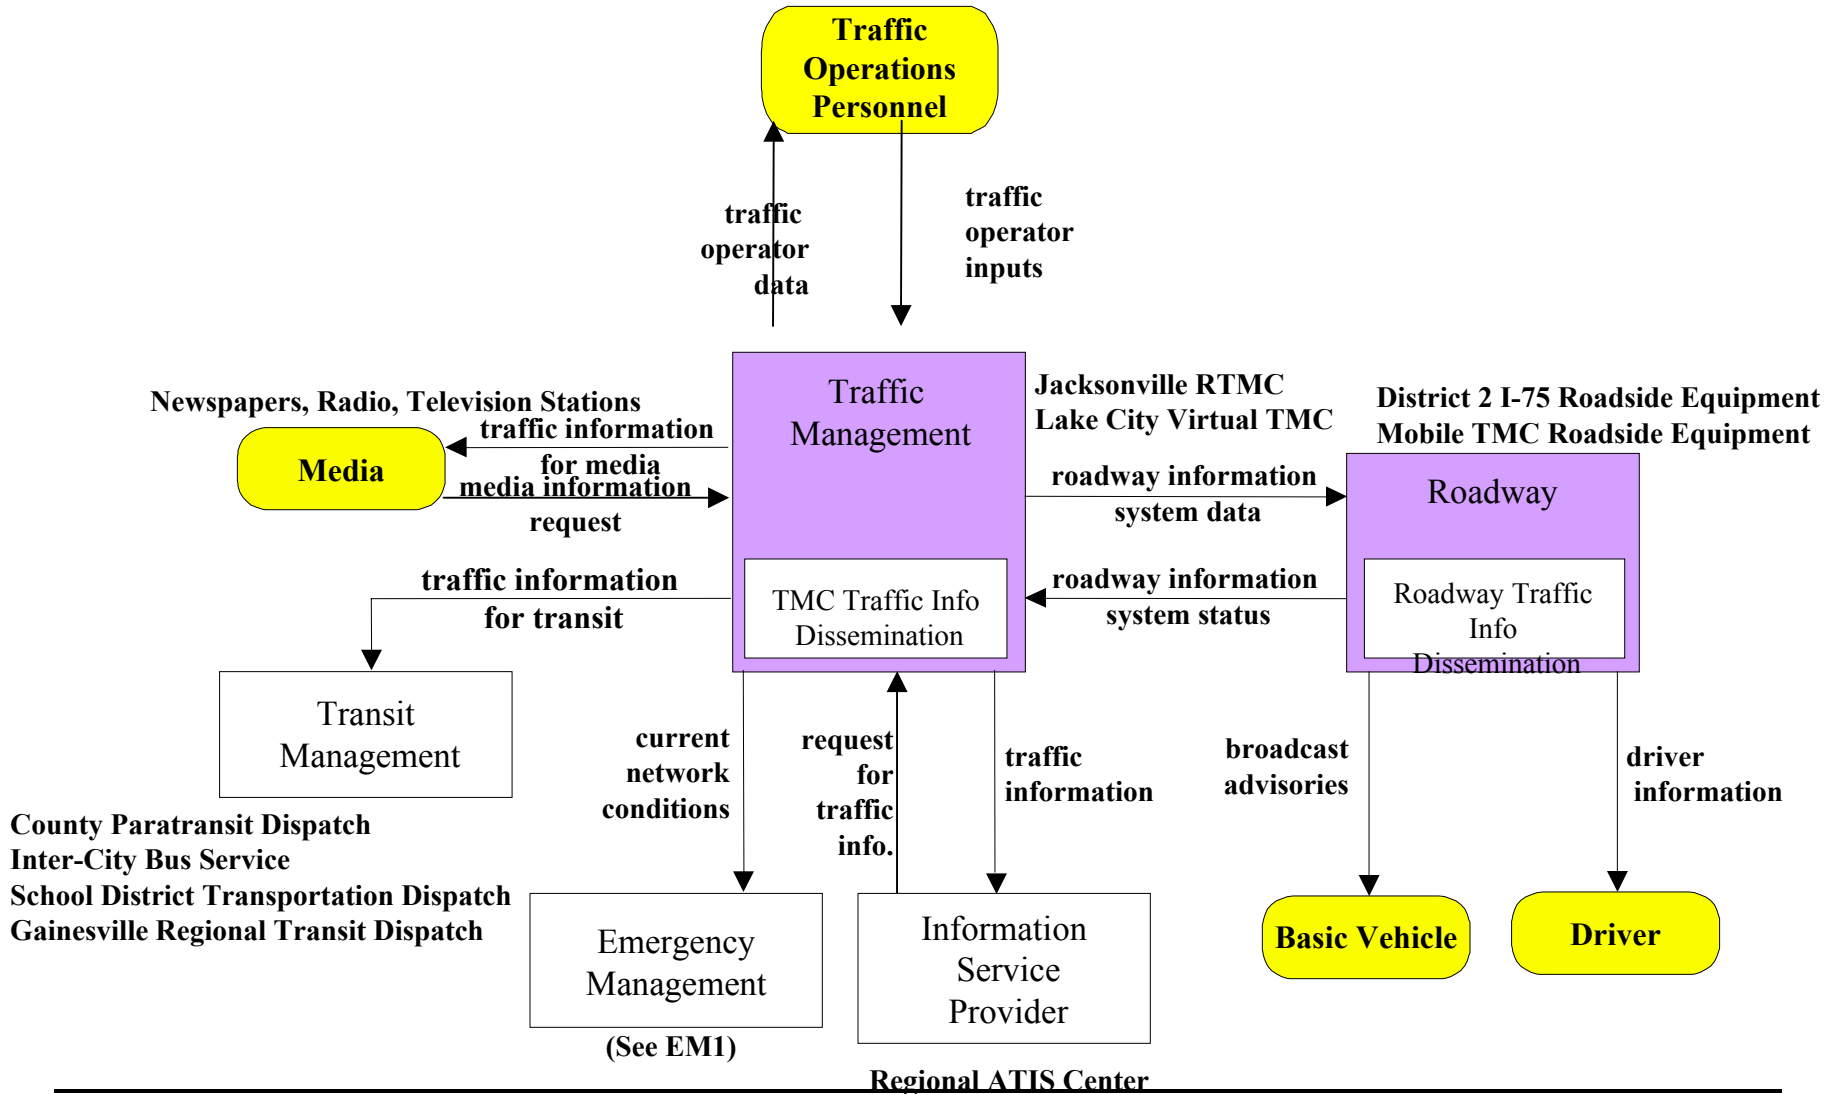 Traffic
Operations
Personnel
traffic
operator
data
traffic
operator
inputs
Newspapers, Radio, Television Stations
Media
traffic information
for media
media information
request
Traffic
Management
Jacksonville RTMC
Lake City Virtual TMC
District 2 I-75 Roadside Equipment
Mobile TMC Roadside Equipment
roadway information
system data
Roadway
traffic information
for transit
TMC Traffic Info
Dissemination
roadway information
system status
Roadway Traffic
Info
Dissemination
Transit
Management
County Paratransit Dispatch
Inter-City Bus Service
School District Transportation Dispatch
Gainesville Regional Transit Dispatch
current
network
conditions
request
for
traffic
info.
traffic
information
broadcast
advisories
driver
information
Emergency
Management
(See EM1)
Information
Service
Provider
Regional ATIS Center
Basic Vehicle
Driver